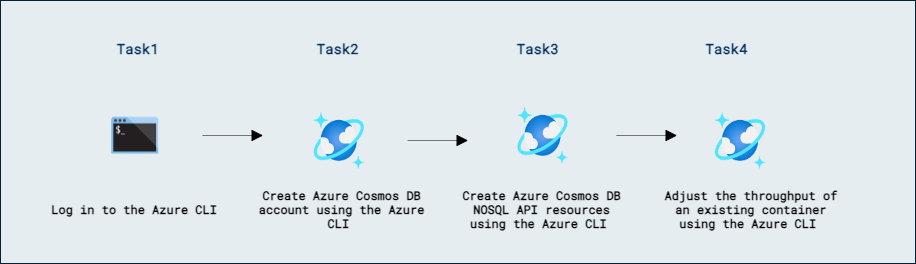 Task1
Task2
Task3
Task4
$_
Log in to the Azure CLI
Create Azure Cosmos DB
account using the Azure
CLI
Create Azure Cosmos DB
NOSQL API resources
using the Azure CLI
Adjust the throughput of
an existing container
using the Azure CLI